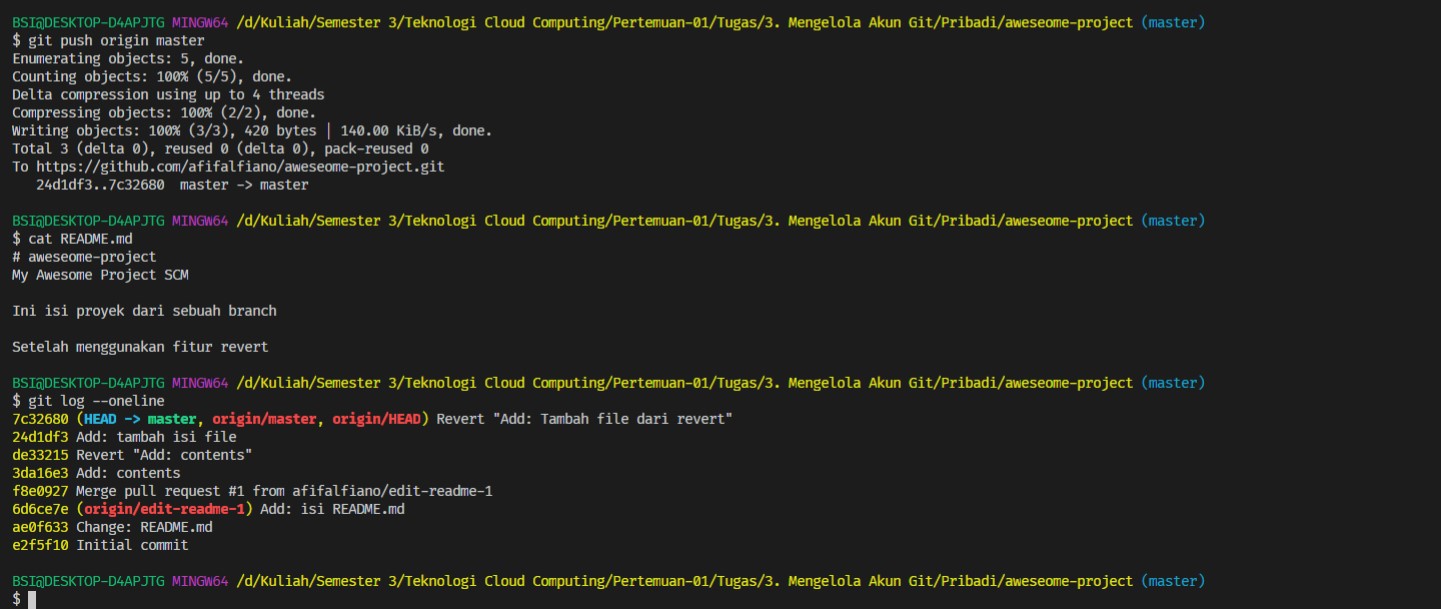 BSI@DESKTOP-D4APJTG MINGW64 /d/Kuliah/Semester 3/Teknologi Cloud Computing/Pertemuan-01/Tugas/3. Mengelola Akun Git/Pribadi/aweseome-project (master)
$ git push origin master
Enumerating objects: 5, done.
Counting objects: 100% (5/5), done.
Delta compression using up to 4 threads
Compressing objects: 100% (2/2), done.
Writing objects: 100% (3/3), 420 bytes | 140.00 KiB/s, done.
Total 3 (delta 0), reused 0 (delta 0), pack-reused 0
To https://github.com/afifalfiano/aweseome-project.git
   24d1df3..7c32680  master -> master

BSI@DESKTOP-D4APJTG MINGW64 /d/Kuliah/Semester 3/Teknologi Cloud Computing/Pertemuan-01/Tugas/3. Mengelola Akun Git/Pribadi/aweseome-project (master)
$ cat README.md
# aweseome-project
My Awesome Project SCM

Ini isi proyek dari sebuah branch

Setelah menggunakan fitur revert

BSI@DESKTOP-D4APJTG MINGW64 /d/Kuliah/Semester 3/Teknologi Cloud Computing/Pertemuan-01/Tugas/3. Mengelola Akun Git/Pribadi/aweseome-project (master)
$ git log --oneline
7c32680 (HEAD -> master, origin/master, origin/HEAD) Revert "Add: Tambah file dari revert"
24d1df3 Add: tambah isi file
de33215 Revert "Add: contents"
3da16e3 Add: contents
f8e0927 Merge pull request #1 from afifalfiano/edit-readme-1
6d6ce7e (origin/edit-readme-1) Add: isi README.md
ae0f633 Change: README.md
e2f5f10 Initial commit

BSI@DESKTOP-D4APJTG MINGW64 /d/Kuliah/Semester 3/Teknologi Cloud Computing/Pertemuan-01/Tugas/3. Mengelola Akun Git/Pribadi/aweseome-project (master)
$